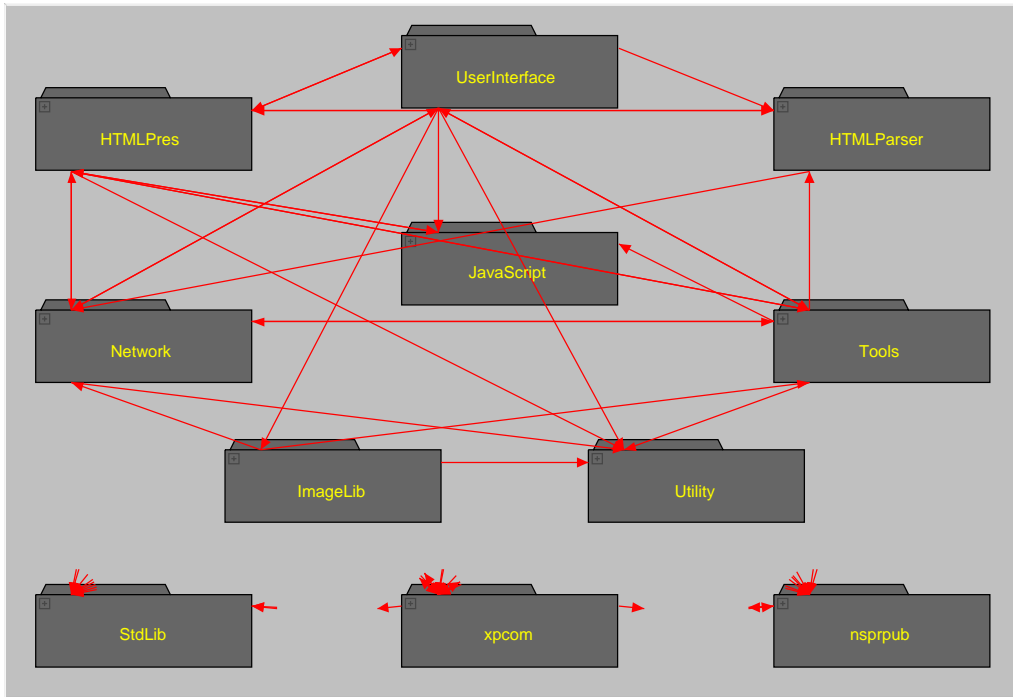 UserInterface
HTMLPres
HTMLParser
JavaScript
Network
Tools
ImageLib
Utility
StdLib
xpcom
nsprpub